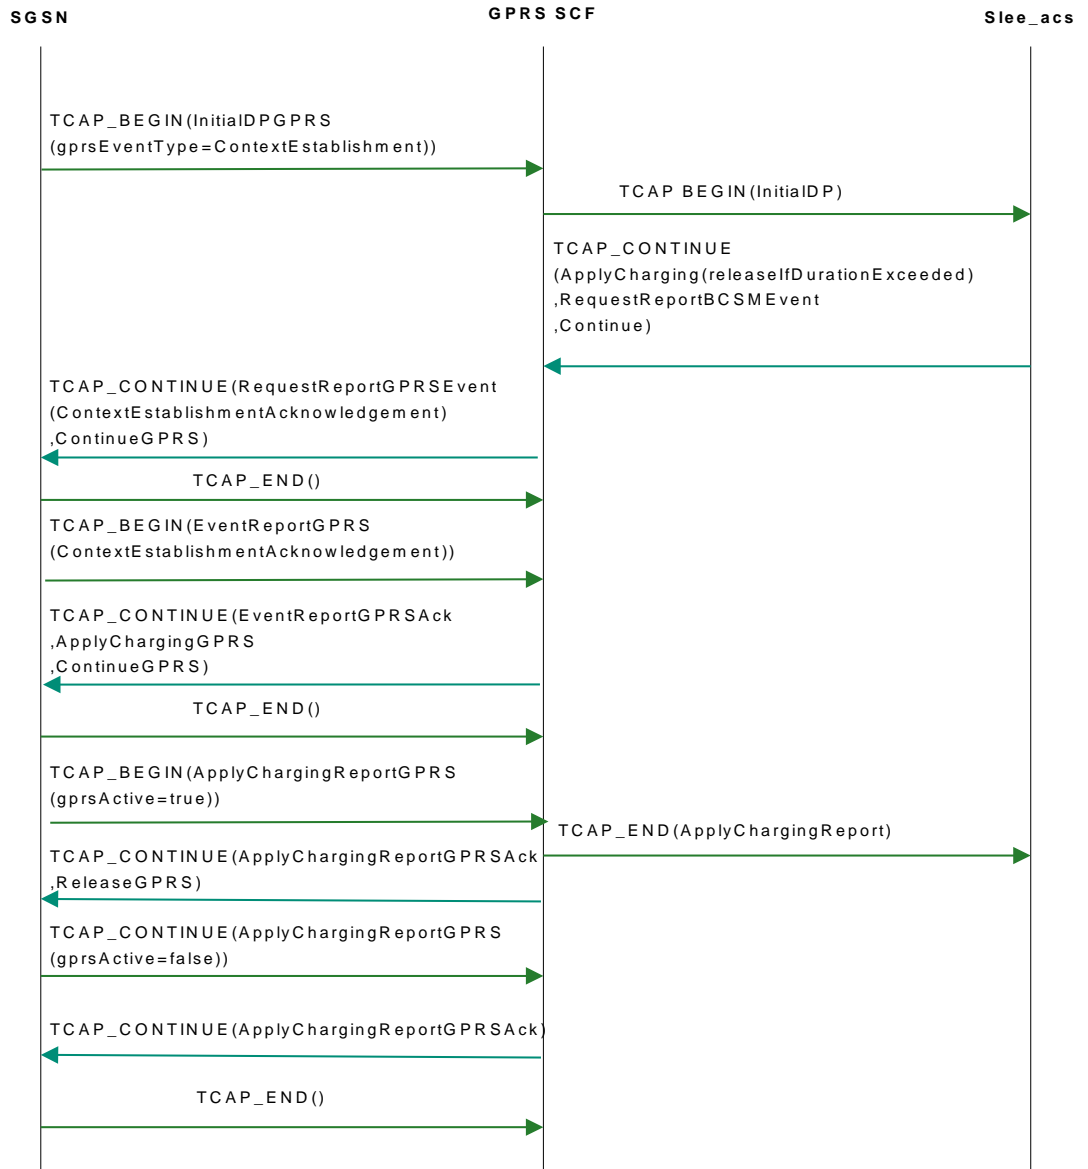 SGSN
GPRS SCF
Slee_acs
TCAP_BEGIN(InitialDPGPRS
(gprsEventType=ContextEstablishment))
TCAP BEGIN(InitialDP)
TCAP_CONTINUE
(ApplyCharging(releaseIfDurationExceeded)
,RequestReportBCSMEvent
,Continue)
TCAP_CONTINUE(RequestReportGPRSEvent
(ContextEstablishmentAcknowledgement)
,ContinueGPRS)
TCAP_END()
TCAP_BEGIN(EventReportGPRS
(ContextEstablishmentAcknowledgement))
TCAP_CONTINUE(EventReportGPRSAck
,ApplyChargingGPRS
,ContinueGPRS)
TCAP_END()
TCAP_BEGIN(ApplyChargingReportGPRS
(gprsActive=true))
TCAP_END(ApplyChargingReport)
TCAP_CONTINUE(ApplyChargingReportGPRSAck
,ReleaseGPRS)
TCAP_CONTINUE(ApplyChargingReportGPRS
(gprsActive=false))
TCAP_CONTINUE(ApplyChargingReportGPRSAck)
TCAP_END()